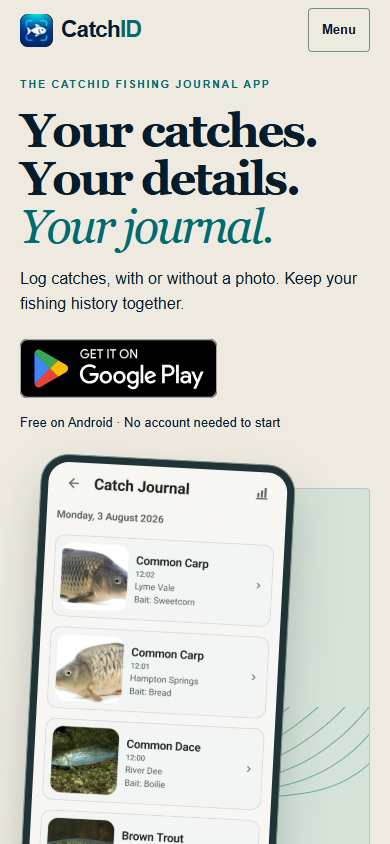 CatchID
Menu
THE CATCHID FISHING JOURNAL APP
Your catches.
Your details.
Your journal.
Log catches, with or without a photo. Keep your
fishing history together.
GET IT ON
Google Play
Free on Android · No account needed to start
Catch Journal
Monday, 3 August 2026
Common Carp
12:02
Lyme Vale
Bait: Sweetcorn
Common Carp
12:01
Hampton Springs
Bait: Bread
Common Dace
12:00
River Dee
Bait: Boilie
Brown Trout